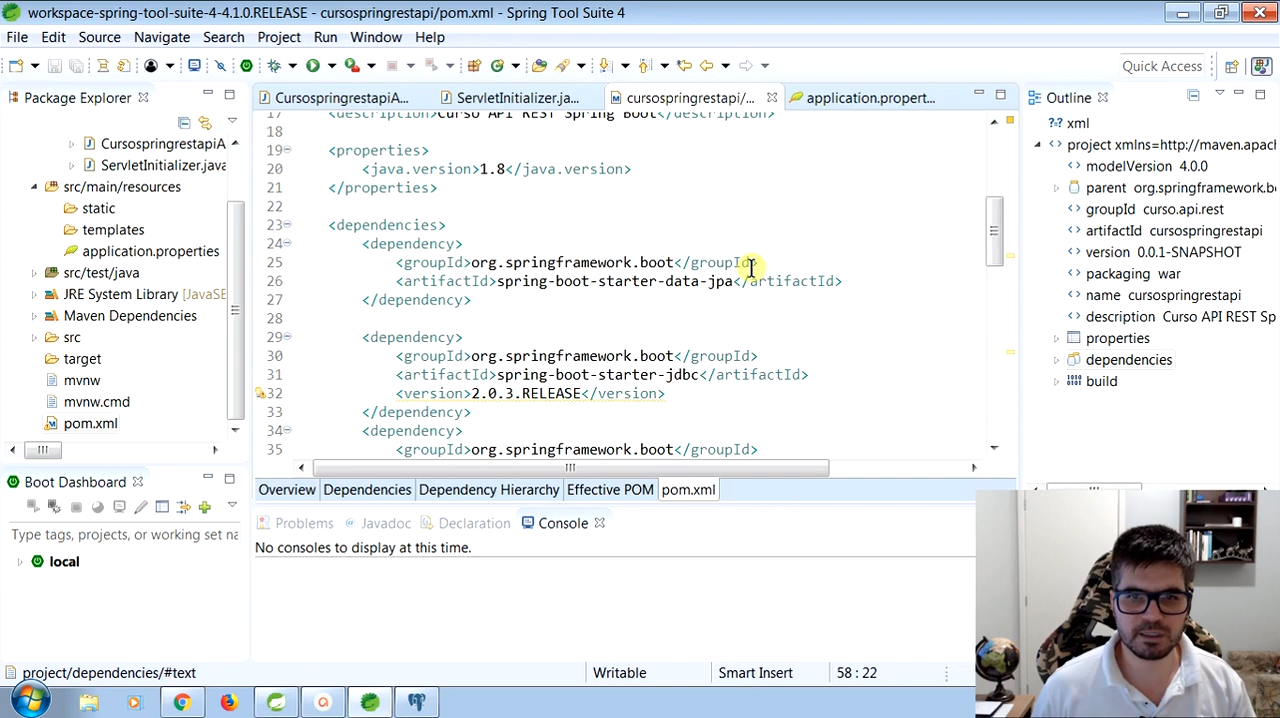 workspace-spring-tool-suite-4-4.1.0.RELEASE - cursospringrestapi/pom.xml - Spring Tool Suite 4
File Edit Source Navigate Search Project Run Window Help
Quick Access
Package Explorer
CursospringrestapiA
ServletInitializer.java
src/main/resources
static
templates
application.properties
src/test/java
JRE System Library [JavaSE
Maven Dependencies
src
target
mvnw
mvnw.cmd
pom.xml
Boot Dashboard
Type tags, projects, or working set na
local
CursospringrestapiA... ServletInitializer.ja... cursospringrestapi/... application.propert...
17 <description>Curso API REST Spring Boot</description>
18
19 <properties>
20 <java.version>1.8</java.version>
21 </properties>
22
23 <dependencies>
24 <dependency>
25 <groupId>org.springframework.boot</groupId>
26 <artifactId>spring-boot-starter-data-jpa</artifactId>
27 </dependency>
28
29 <dependency>
30 <groupId>org.springframework.boot</groupId>
31 <artifactId>spring-boot-starter-jdbc</artifactId>
32 <version>2.0.3.RELEASE</version>
33 </dependency>
34 <dependency>
35 <groupId>org.springframework.boot</groupId>
Overview Dependencies Dependency Hierarchy Effective POM pom.xml
Problems Javadoc Declaration Console
No consoles to display at this time.
Outline
xml
project xmlns=http://maven.apach
modelVersion 4.0.0
parent org.springframework.b
groupId curso.api.rest
artifactId cursospringrestapi
version 0.0.1-SNAPSHOT
packaging war
name cursospringrestapi
description Curso API REST Sp
properties
dependencies
build
project/dependencies/#text Writable Smart Insert 58 : 22